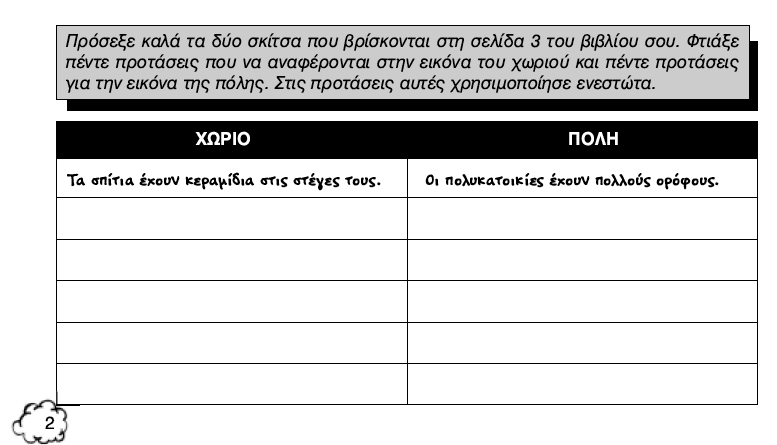 Πρόσεξε καλά τα δύο σκίτσα που βρίσκονται στη σελίδα 3 του βιβλίου σου. Φτιάξε
πέντε προτάσεις που να αναφέρονται στην εικόνα του χωριού και πέντε προτάσεις
για την εικόνα της πόλης. Στις προτάσεις αυτές χρησιμοποίησε ενεστώτα.
ΧΩΡΙΟ
ΠΟΛΗ
Τα σπίτια έχουν κεραμίδια στις στέγες τους.
Οι πολυκατοικίες έχουν πολλούς ορόφους.
2